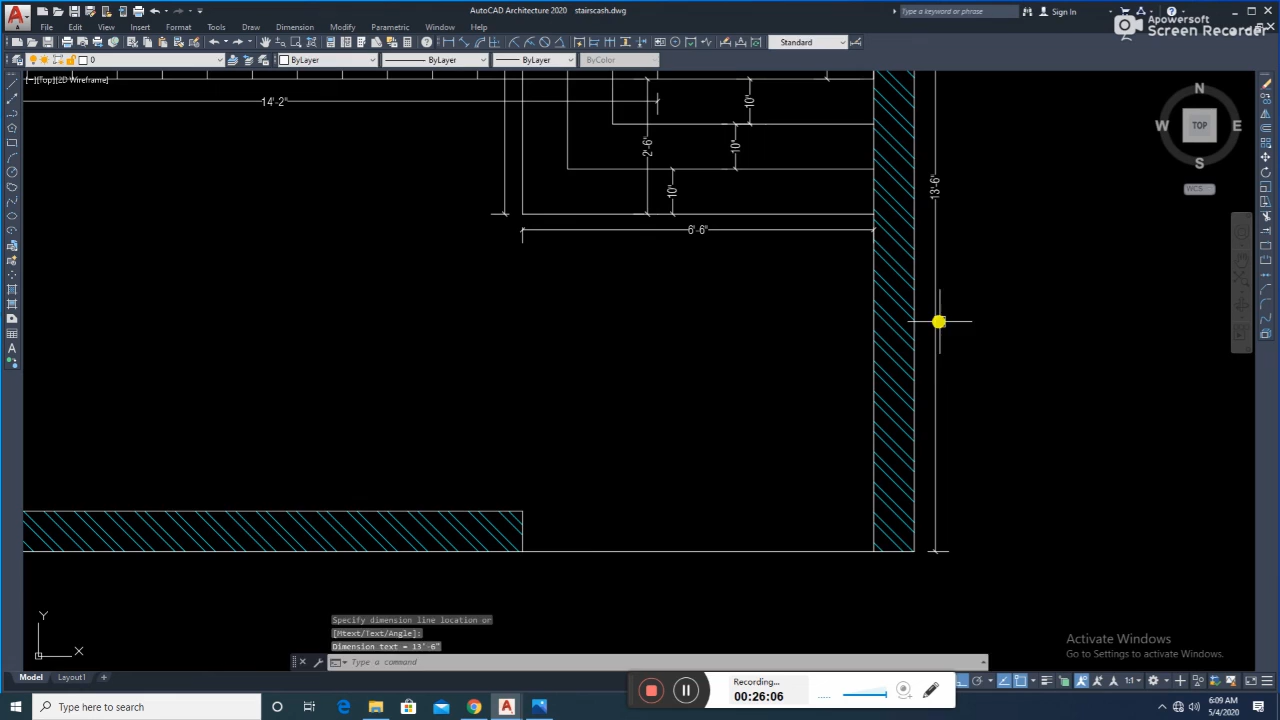 AutoCAD Architecture 2020 stairscash.dwg
Type a keyword or phrase
Sign In
Apowersoft
Screen Recorder
File Edit View Insert Format Tools Draw Dimension Modify Parametric Window Help
Standard
0
ByLayer
ByLayer
ByLayer
ByColor
[−][Top][2D Wireframe]
14'-2"
10"
2'-6"
10"
10"
6'-6"
13'-6"
N
W
TOP
E
S
WCS
Y
X
Specify dimension line location or
[Mtext/Text/Angle]:
Dimension text = 13'-6"
Type a command
Activate Windows
Go to Settings to activate Windows.
Model Layout1 +
1:1
Recording...
00:26:06
Type here to search
6:09 AM
5/4/2020